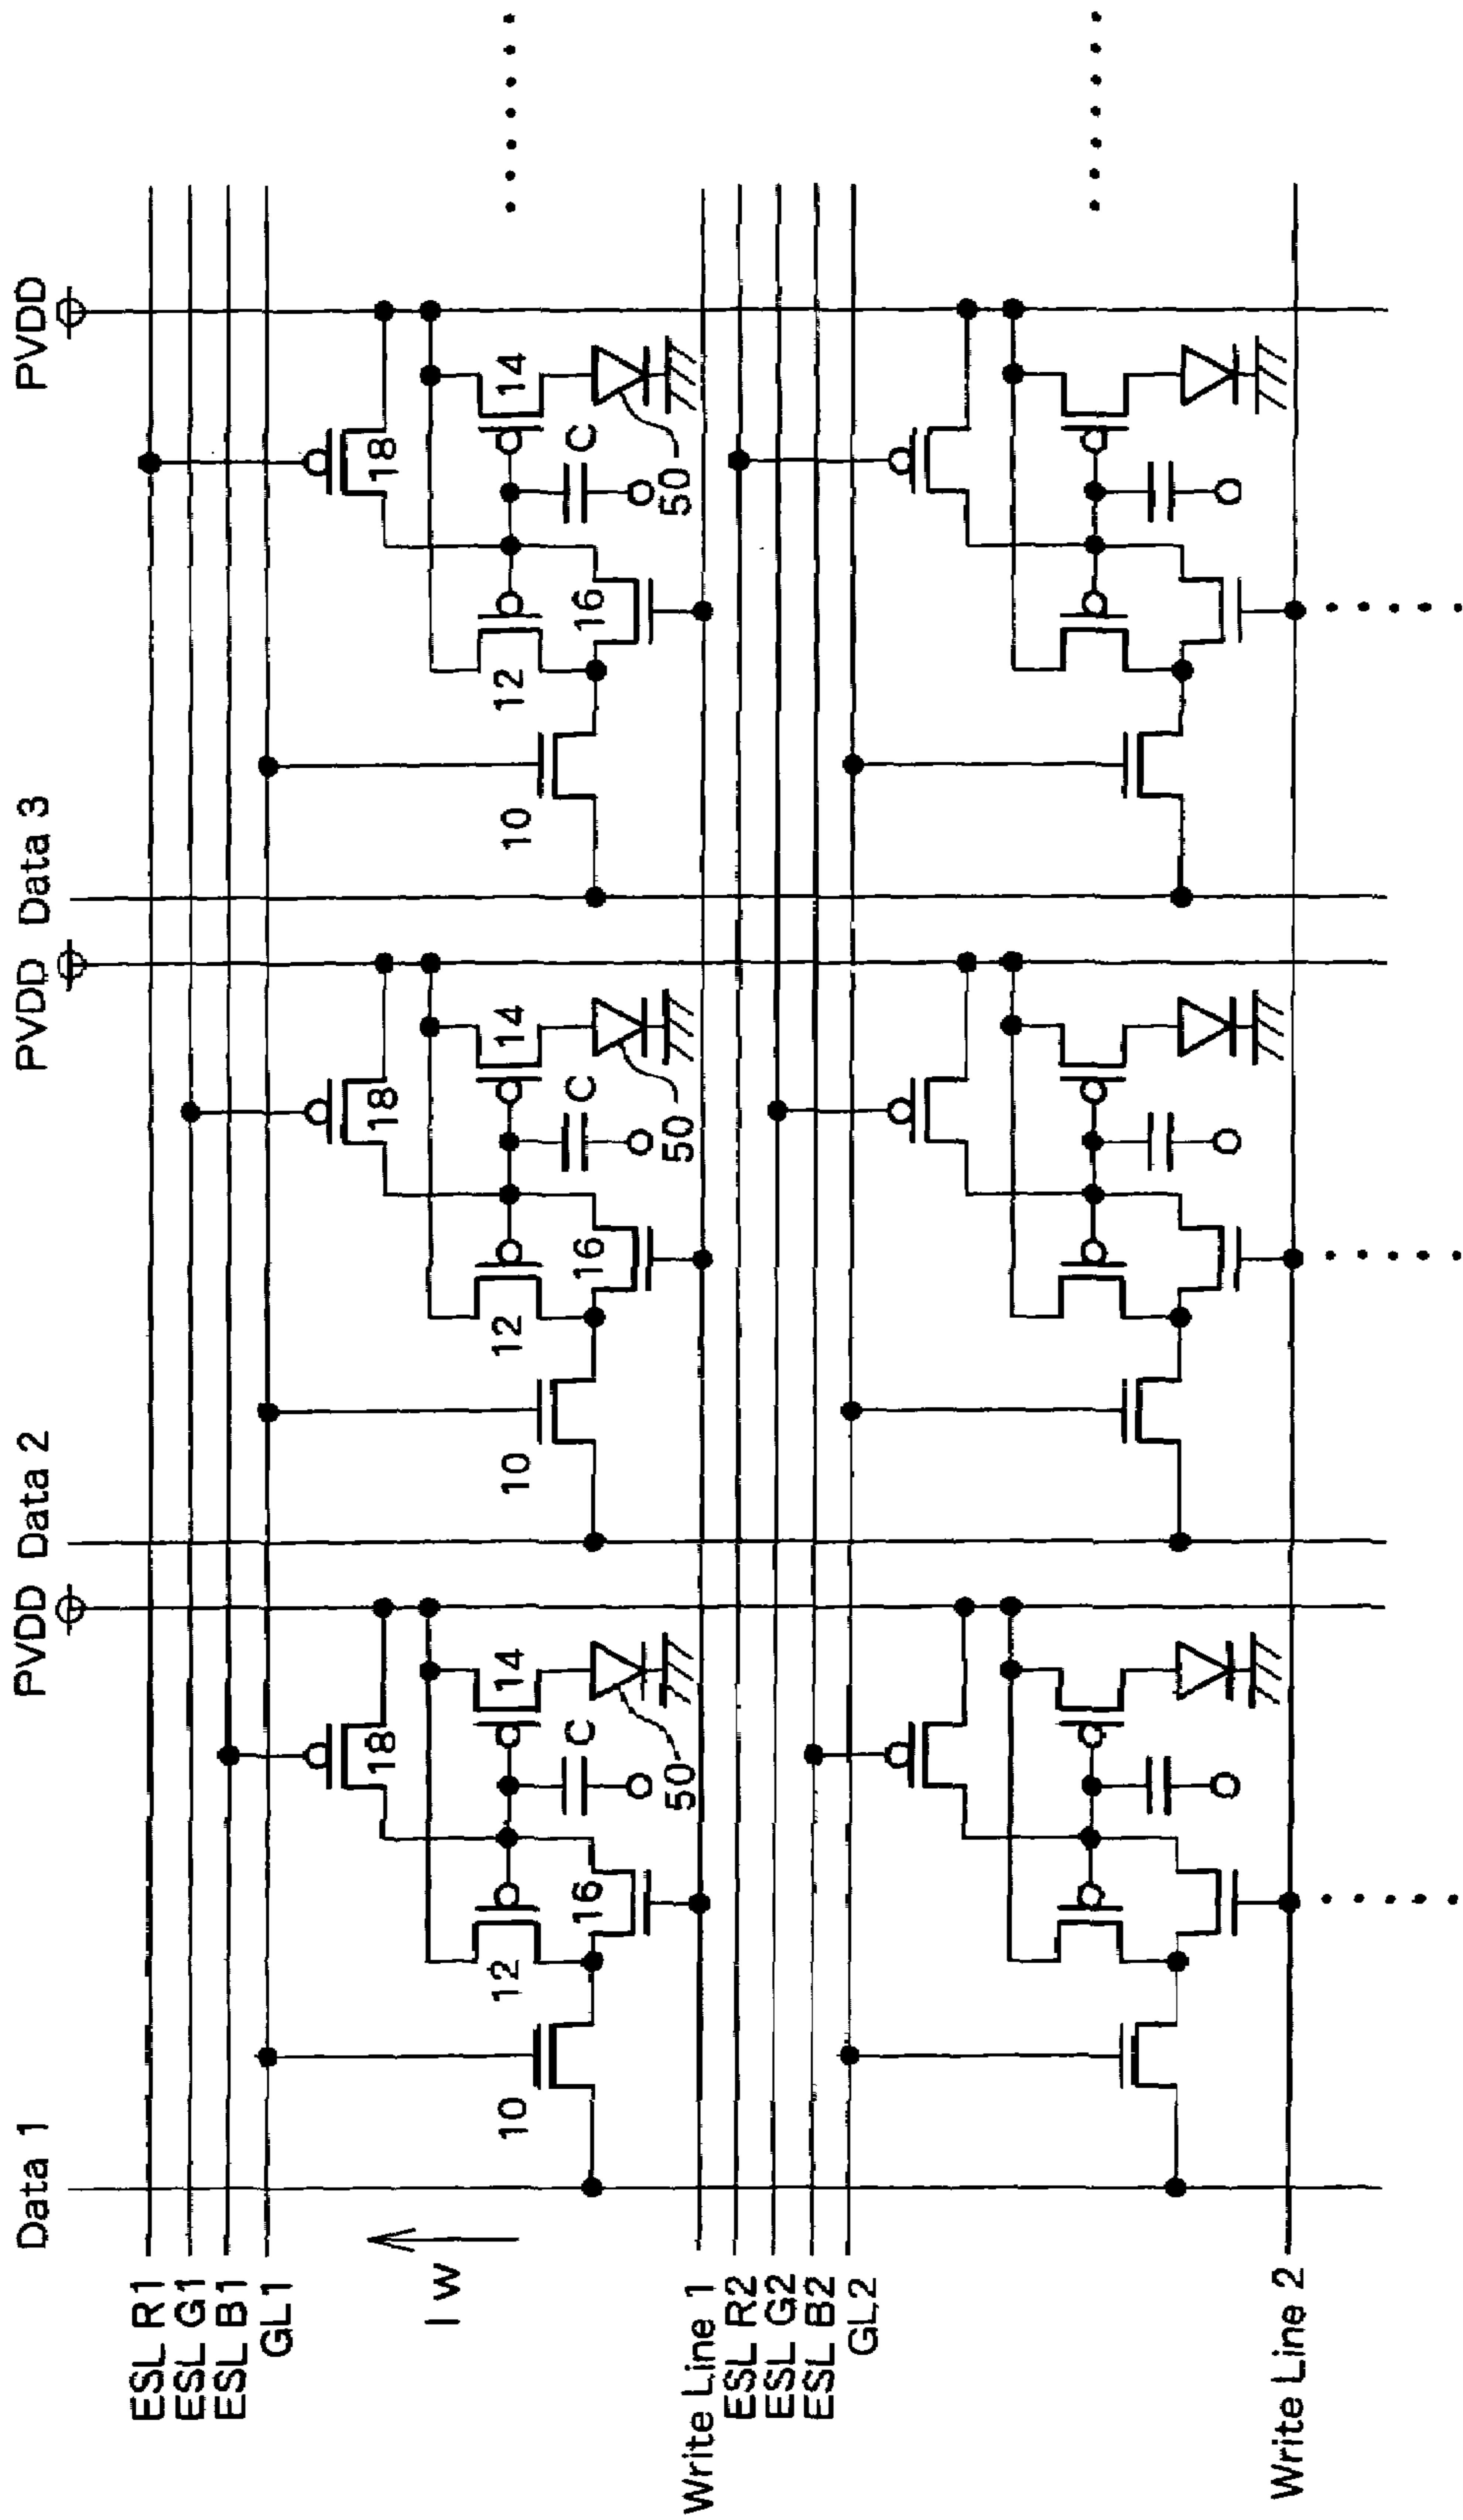 Data 1
PVDD
Data 2
PVDD
Data 3
PVDD
ESL R1
ESL G1
ESL B1
GL1
18
18
18
I W
10
12
14
10
12
14
10
12
14
16
C
16
C
16
C
50
50
50
Write Line 1
ESL R2
ESL G2
ESL B2
GL2
Write Line 2